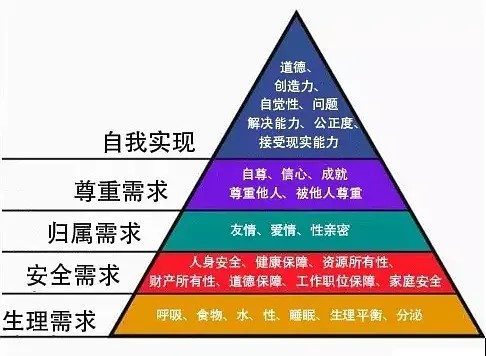 道德、
创造力、
自觉性、问题
解决能力、公正度、
接受现实能力
自我实现
自尊、信心、成就
尊重他人、被他人尊重
尊重需求
友情、爱情、性亲密
归属需求
人身安全、健康保障、资源所有性、
财产所有性、道德保障、工作职位保障、家庭安全
安全需求
呼吸、食物、水、性、睡眠、生理平衡、分泌
生理需求